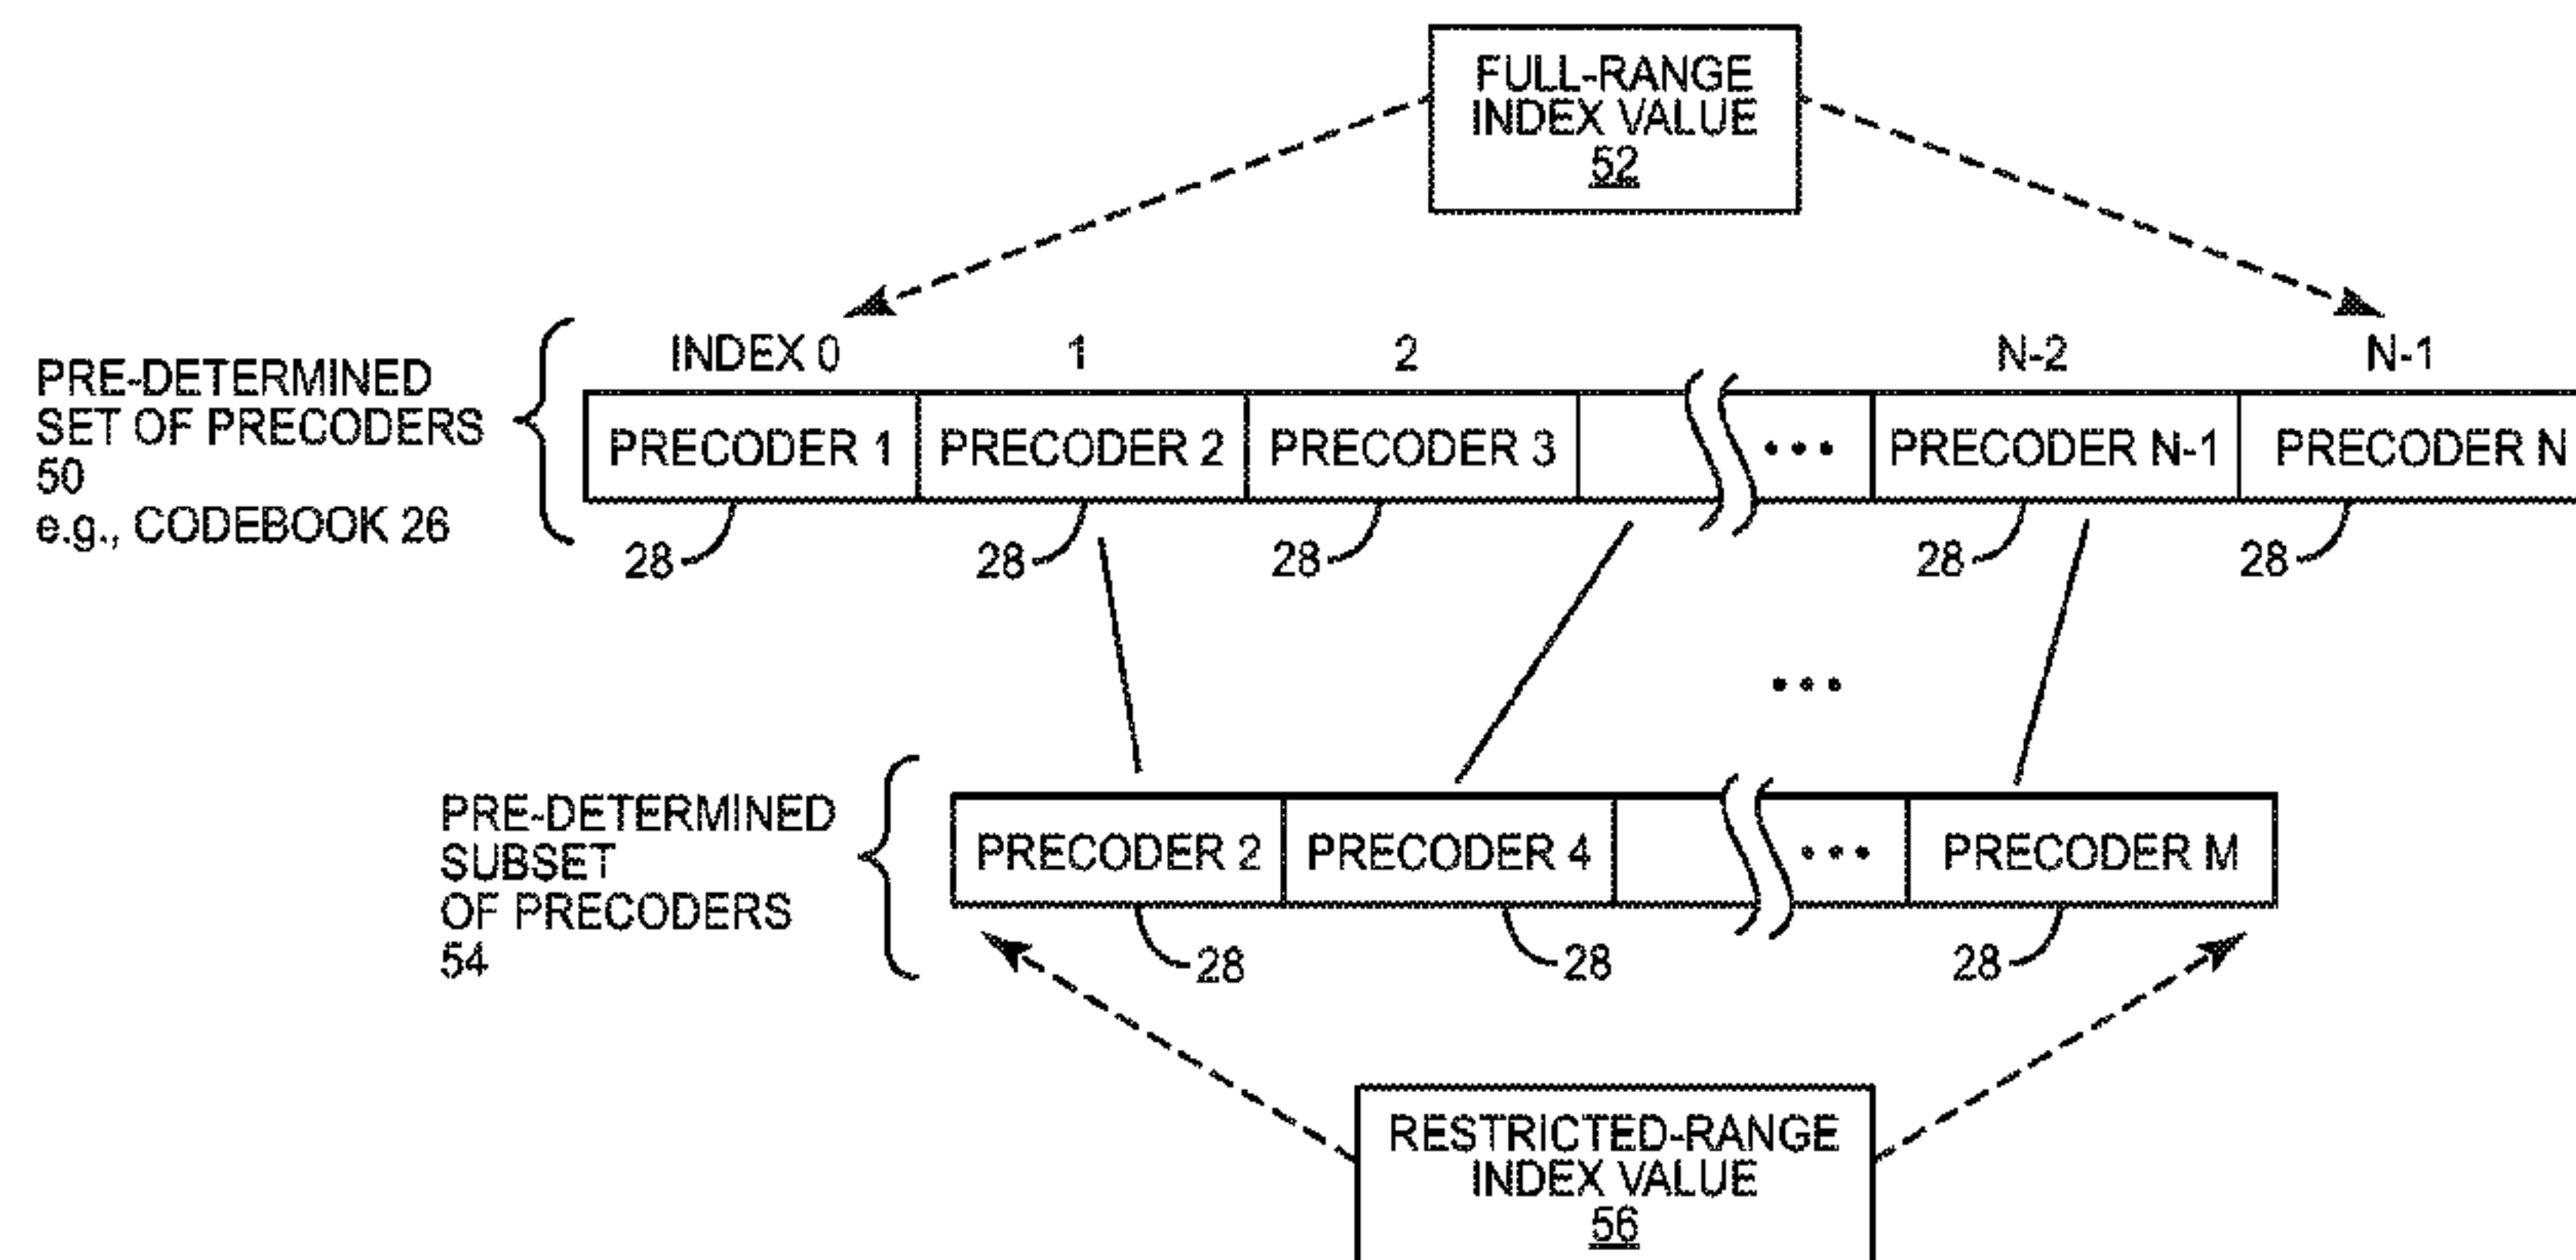 FULL-RANGE
INDEX VALUE
52
INDEX 0 1 2 N-2 N-1
PRE-DETERMINED
SET OF PRECODERS
50
e.g., CODEBOOK 26
PRECODER 1 PRECODER 2 PRECODER 3 ••• PRECODER N-1 PRECODER N
28 28 28 28 28
•••
PRE-DETERMINED
SUBSET
OF PRECODERS
54
PRECODER 2 PRECODER 4 ••• PRECODER M
28 28 28
RESTRICTED-RANGE
INDEX VALUE
56